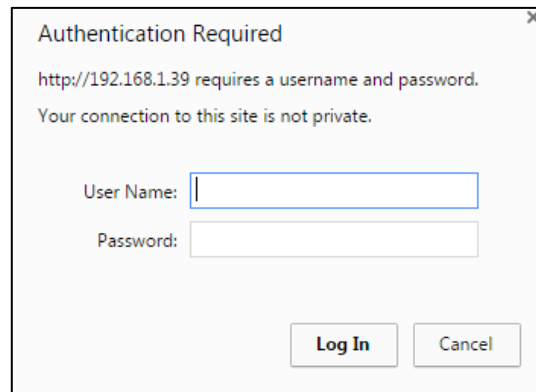 Authentication Required
http://192.168.1.39 requires a username and password.
Your connection to this site is not private.
User Name:
Password:
Log In Cancel